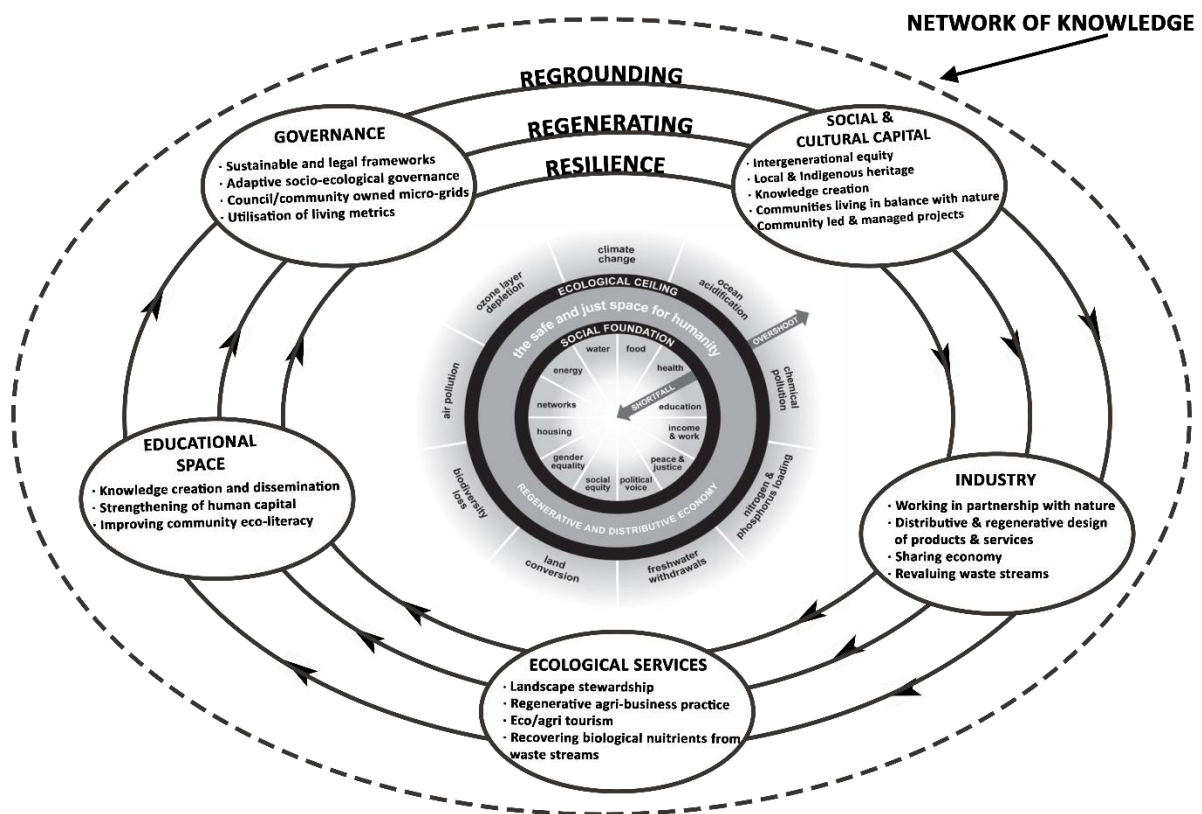 NETWORK OF KNOWLEDGE
REGROUNDING
REGENERATING
RESILIENCE
GOVERNANCE
· Sustainable and legal frameworks
· Adaptive socio-ecological governance
· Council/community owned micro-grids
· Utilisation of living metrics
SOCIAL &
CULTURAL CAPITAL
· Intergenerational equity
· Local & Indigenous heritage
· Knowledge creation
· Communities living in balance with nature
· Community led & managed projects
INDUSTRY
· Working in partnership with nature
· Distributive & regenerative design
of products & services
· Sharing economy
· Revaluing waste streams
ECOLOGICAL SERVICES
· Landscape stewardship
· Regenerative agri-business practice
· Eco/agri tourism
· Recovering biological nuitrients from
waste streams
EDUCATIONAL
SPACE
· Knowledge creation and dissemination
· Strengthening of human capital
· Improving community eco-literacy
climate
change
ocean
acidification
chemical
pollution
nitrogen &
phosphorus loading
freshwater
withdrawals
land
conversion
biodiversity
loss
air pollution
ozone layer
depletion
ECOLOGICAL CEILING
the safe and just space for humanity
OVERSHOOT
SOCIAL FOUNDATION
water
food
health
SHORTFALL
education
income
& work
peace &
justice
political
voice
social
equity
gender
equality
housing
networks
energy
REGENERATIVE AND DISTRIBUTIVE ECONOMY